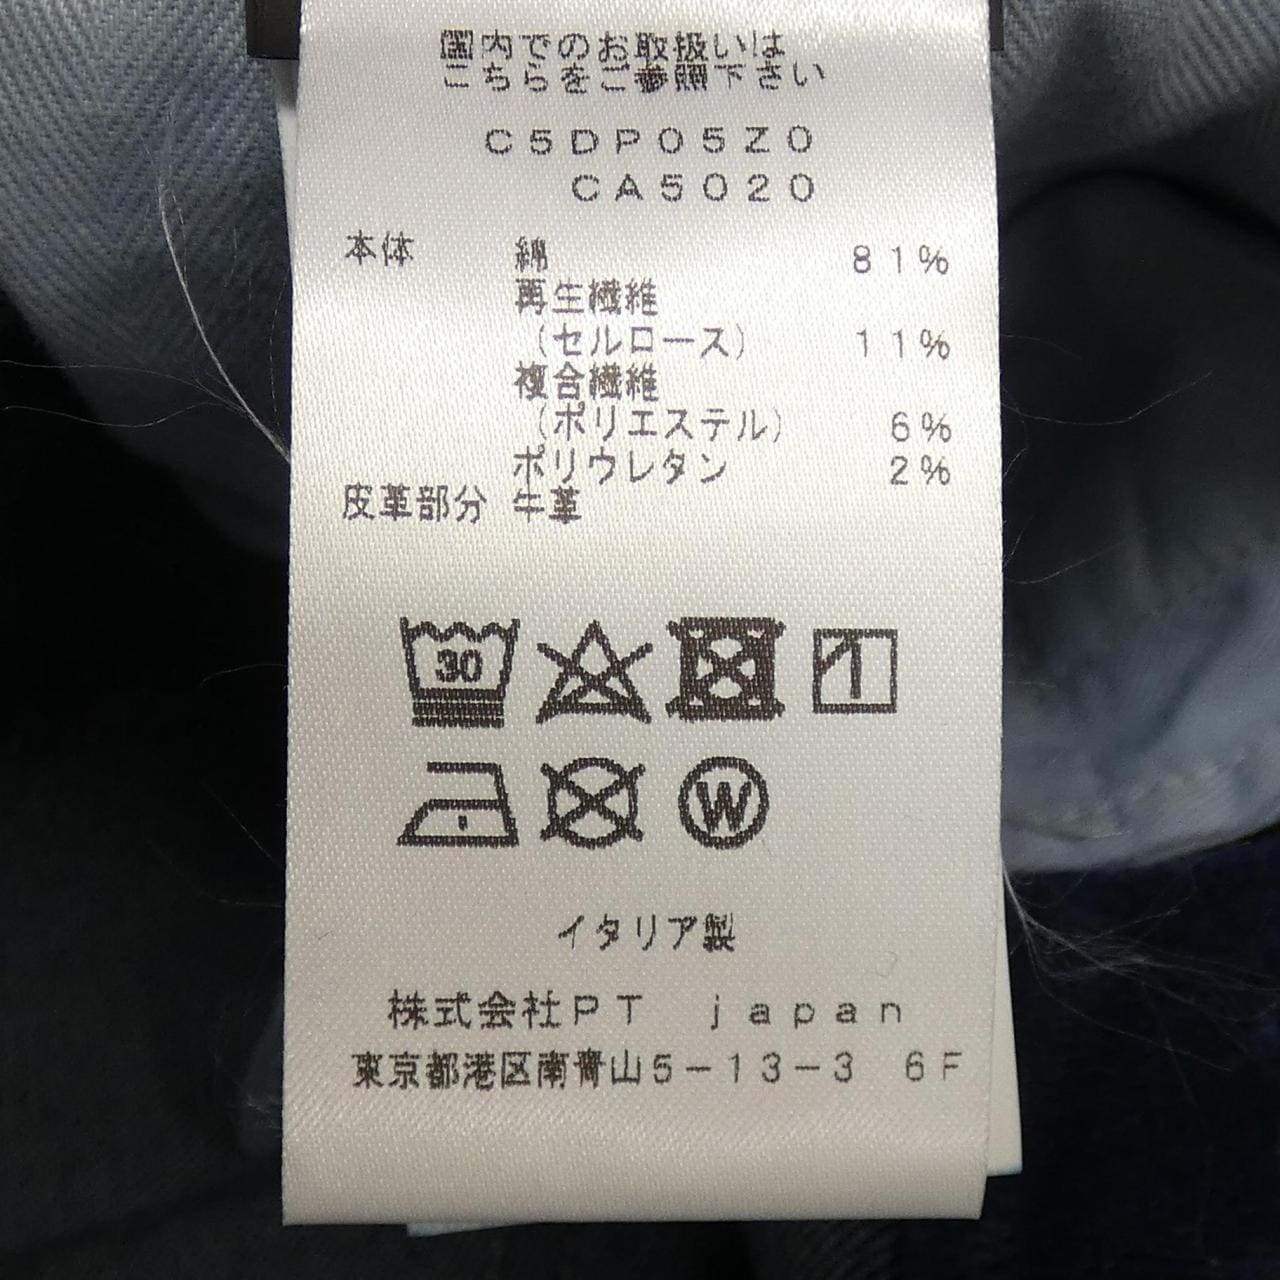 国内でのお取扱いは
こちらをご参照下さい
C5DP05Z0
CA5020
本体 綿 81%
再生繊維
(セルロース) 11%
複合繊維
(ポリエステル) 6%
ポリウレタン 2%
皮革部分 牛革
30
W
イタリア製
株式会社PT japan
東京都港区南青山5-13-3 6F